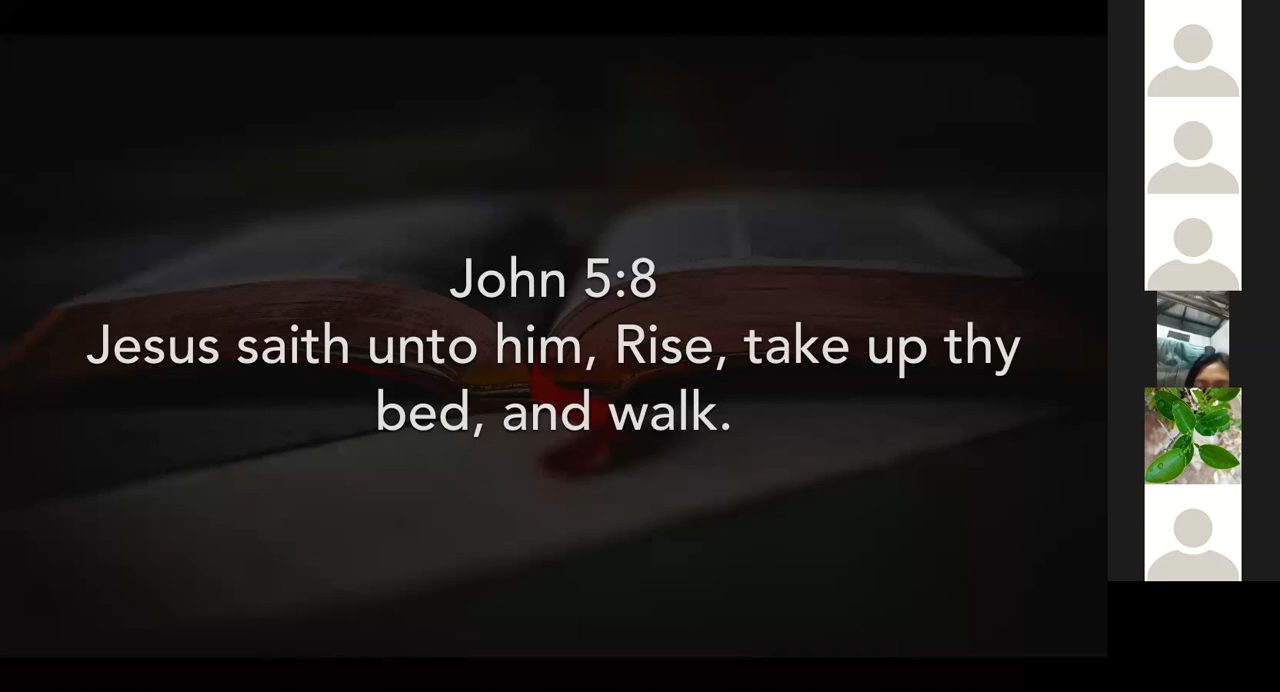 John 5:8
Jesus saith unto him, Rise, take up thy
bed, and walk.